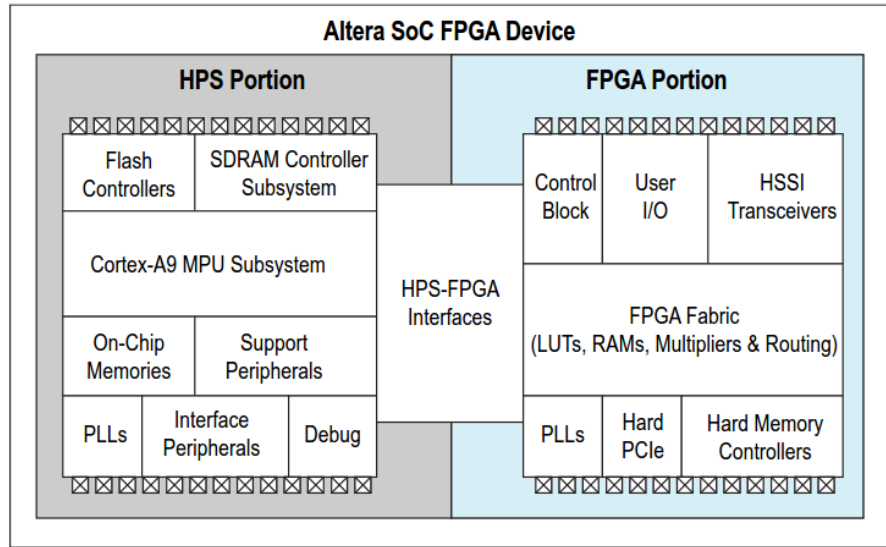 Altera SoC FPGA Device
HPS Portion
FPGA Portion
Flash
Controllers
SDRAM Controller
Subsystem
Cortex-A9 MPU Subsystem
On-Chip
Memories
Support
Peripherals
PLLs
Interface
Peripherals
Debug
HPS-FPGA
Interfaces
Control
Block
User
I/O
HSSI
Transceivers
FPGA Fabric
(LUTs, RAMs, Multipliers & Routing)
PLLs
Hard
PCIe
Hard Memory
Controllers